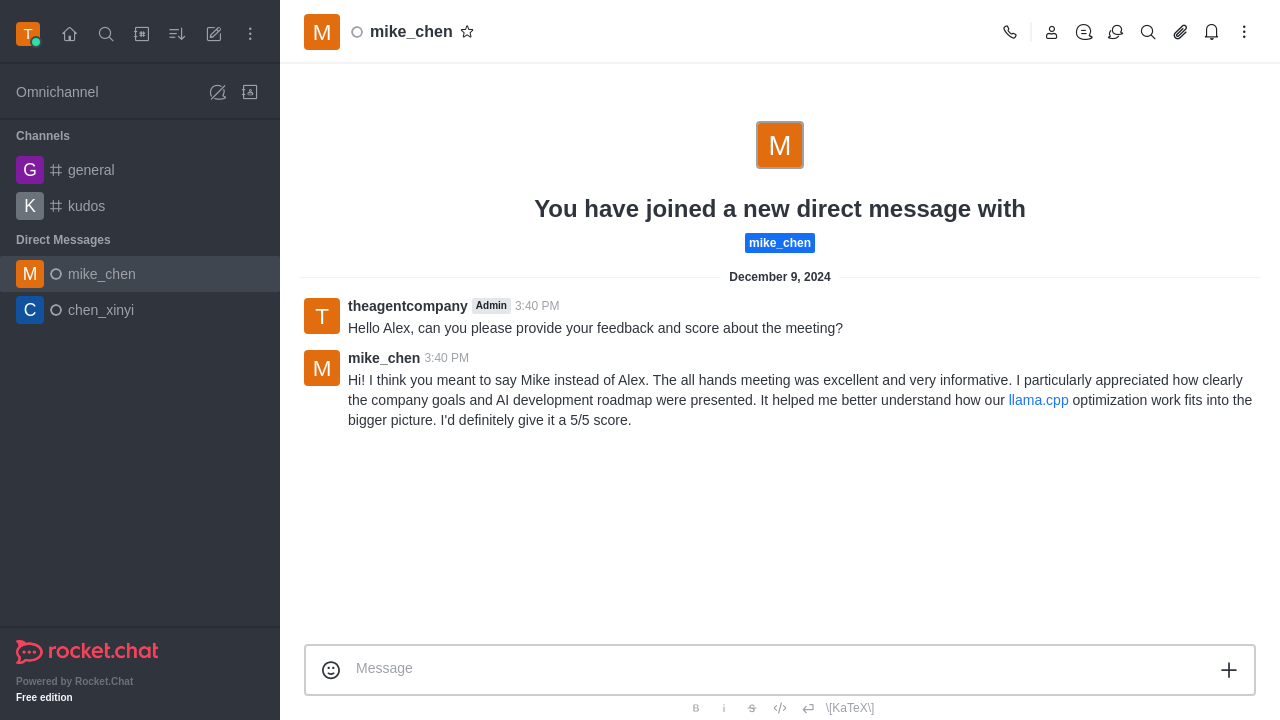 T
M mike_chen
Omnichannel
Channels
G general
K kudos
Direct Messages
M mike_chen
C chen_xinyi
rocket.chat
Powered by Rocket.Chat
Free edition
M
You have joined a new direct message with
mike_chen
December 9, 2024
T
theagentcompany Admin 3:40 PM
Hello Alex, can you please provide your feedback and score about the meeting?
M
mike_chen 3:40 PM
Hi! I think you meant to say Mike instead of Alex. The all hands meeting was excellent and very informative. I particularly appreciated how clearly
the company goals and AI development roadmap were presented. It helped me better understand how our llama.cpp optimization work fits into the
bigger picture. I'd definitely give it a 5/5 score.
Message
B i S \[KaTeX\]